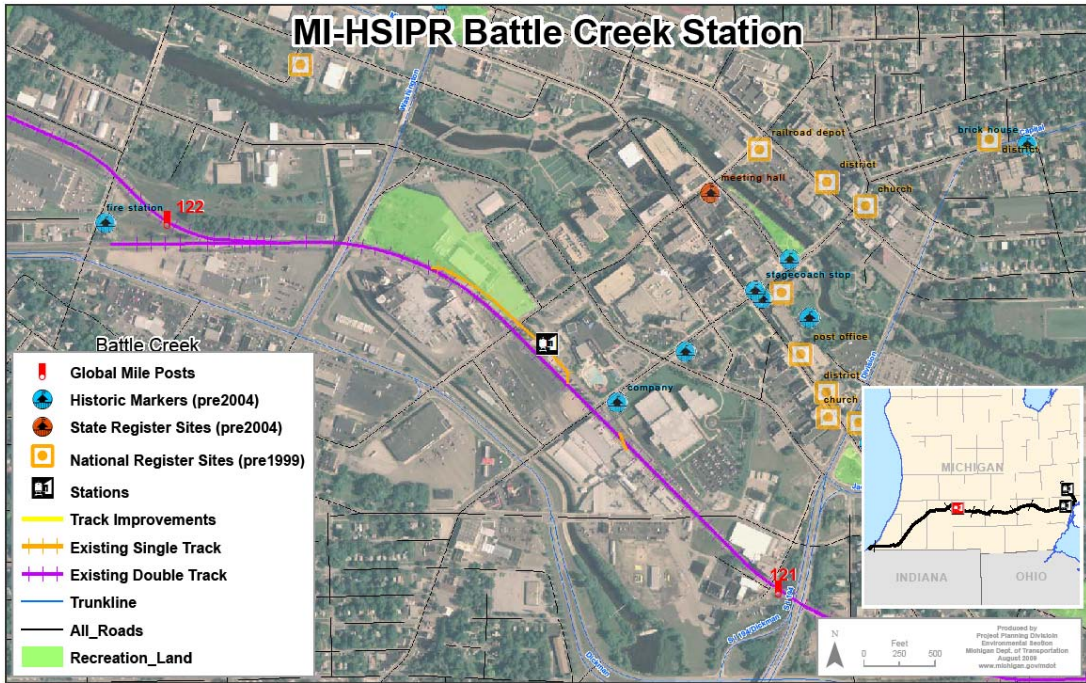 MI-HSIPR Battle Creek Station
Washington
railroad depot
brick house
Capital
district
district
meeting hall
church
fire station
122
stagecoach stop
post office
Division
district
company
church
Battle Creek
Global Mile Posts
Historic Markers (pre2004)
State Register Sites (pre2004)
National Register Sites (pre1999)
Stations
Track Improvements
Existing Single Track
Existing Double Track
Trunkline
All_Roads
Recreation_Land
121
Dickman
MICHIGAN
INDIANA
OHIO
N
Feet
0 250 500
Produced by
Project Planning Divisioin
Environmental Section
Michigan Dept. of Transportation
August 2009
www.michigan.gov/mdot